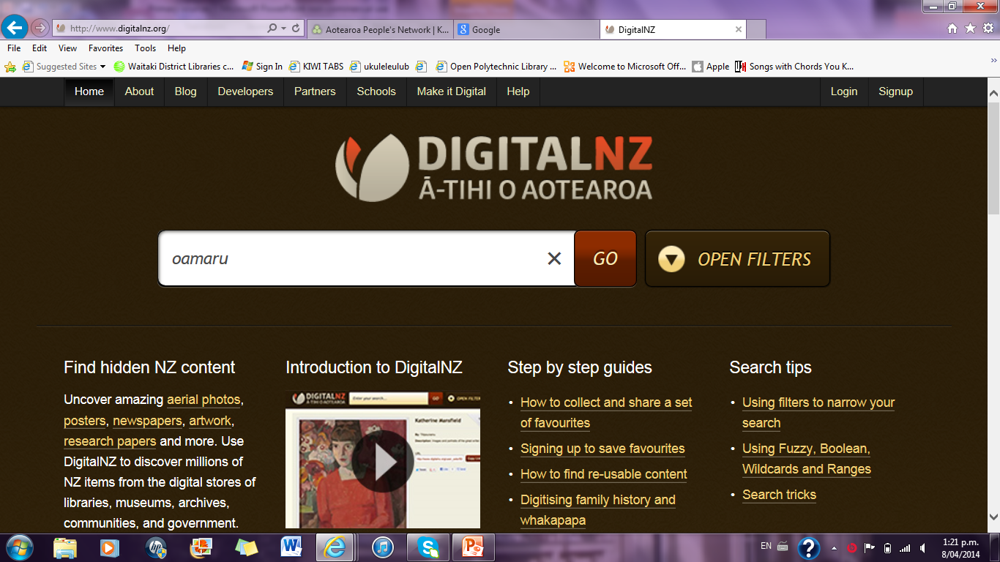 http://www.digitalnz.org/
Aotearoa People's Network | K...
Google
DigitalNZ
File Edit View Favorites Tools Help
Suggested Sites Waitaki District Libraries c... Sign In KIWI TABS ukuleleulub Open Polytechnic Library ... Welcome to Microsoft Off... Apple Songs with Chords You K...
Home About Blog Developers Partners Schools Make it Digital Help Login Signup
DIGITALNZ
Ā-TIHI O AOTEAROA
oamaru
GO
OPEN FILTERS
Find hidden NZ content
Uncover amazing aerial photos,
posters, newspapers, artwork,
research papers and more. Use
DigitalNZ to discover millions of
NZ items from the digital stores of
libraries, museums, archives,
communities, and government.
Introduction to DigitalNZ
DIGITALNZ
Ā-TIHI O AOTEAROA
Enter your search...
GO
Katherine Mansfield
Step by step guides
• How to collect and share a set
of favourites
• Signing up to save favourites
• How to find re-usable content
• Digitising family history and
whakapapa
Search tips
• Using filters to narrow your
search
• Using Fuzzy, Boolean,
Wildcards and Ranges
• Search tricks
EN
1:21 p.m.
8/04/2014